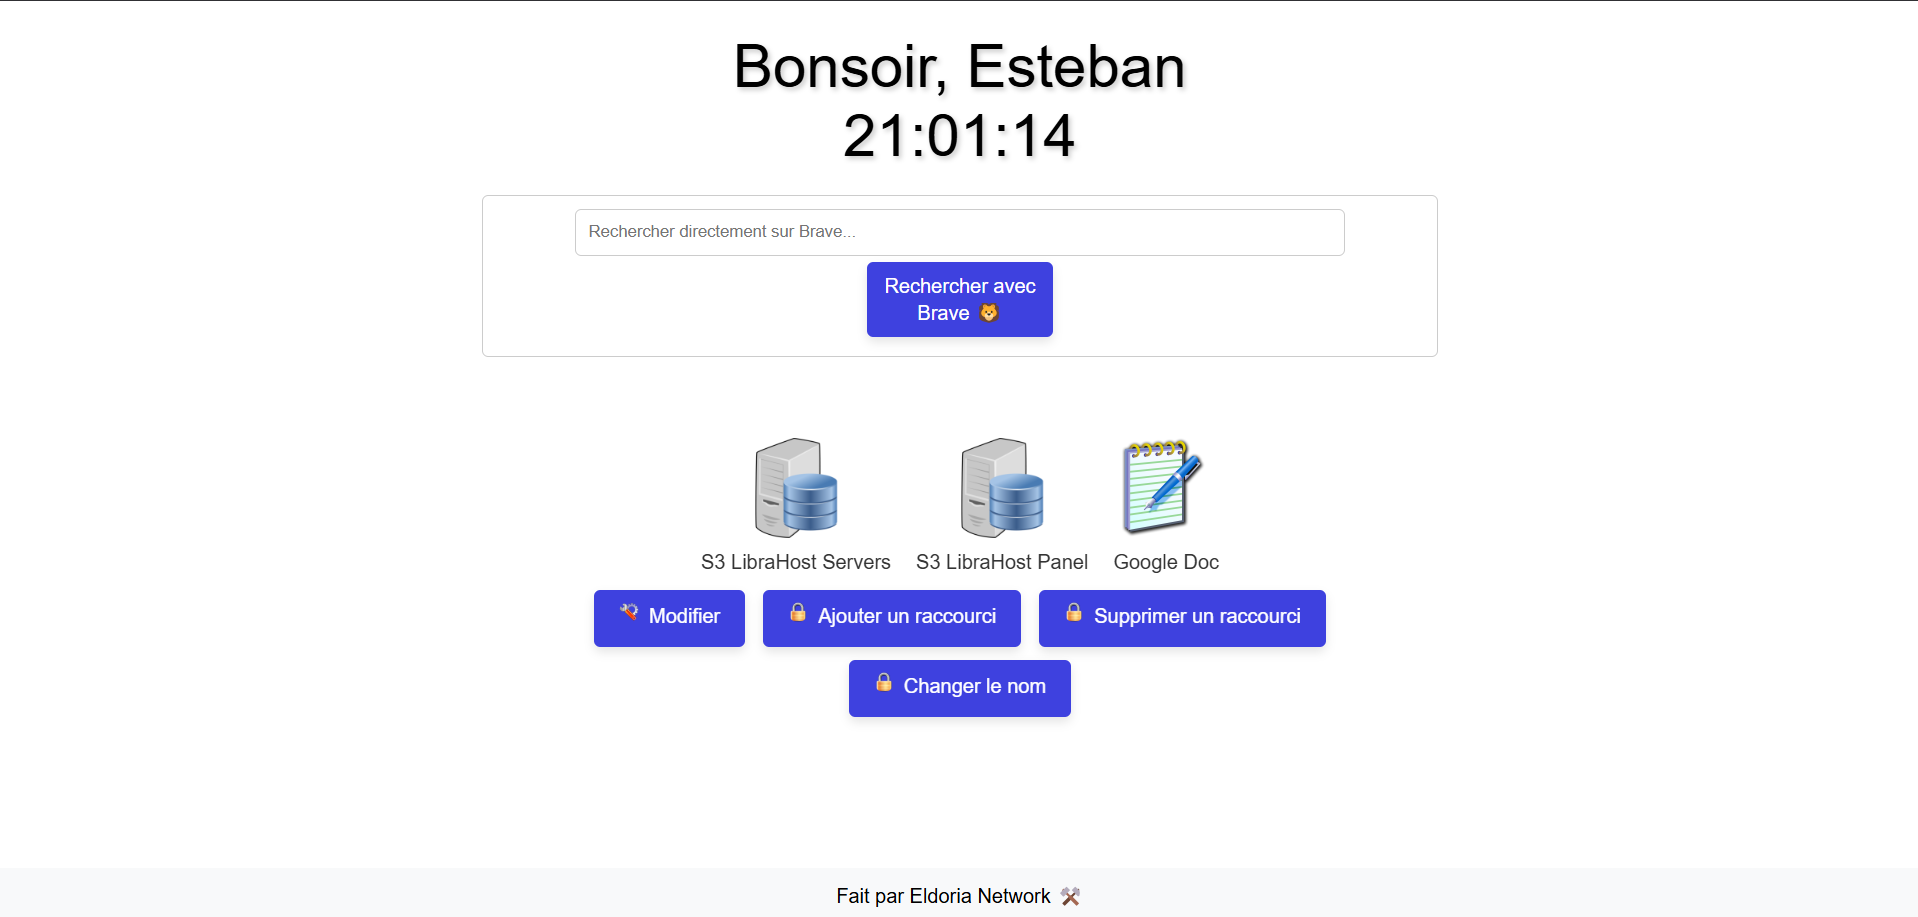 Bonsoir, Esteban
21:01:14
Rechercher directement sur Brave...
Rechercher avec
Brave 🦁
S3 LibraHost Servers
S3 LibraHost Panel
Google Doc
🛠 Modifier
🔒 Ajouter un raccourci
🔒 Supprimer un raccourci
🔒 Changer le nom
Fait par Eldoria Network ⚒